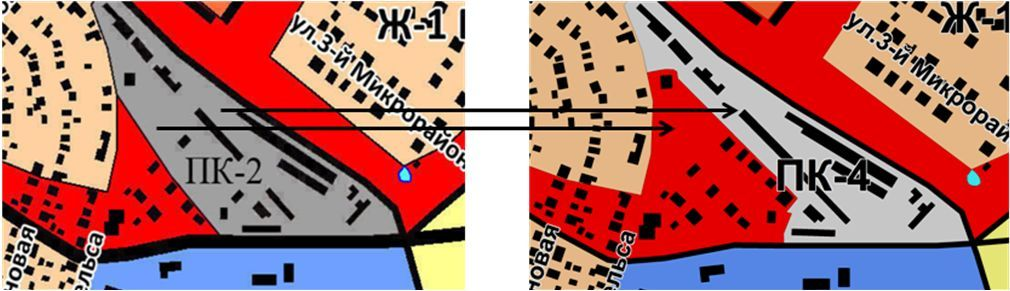 Ж-1
ул.3-й Микрорайон
ПК-2
новая
ельса
Ж-1
ул.3-й Микрорай
ПК-4
новая
ельса